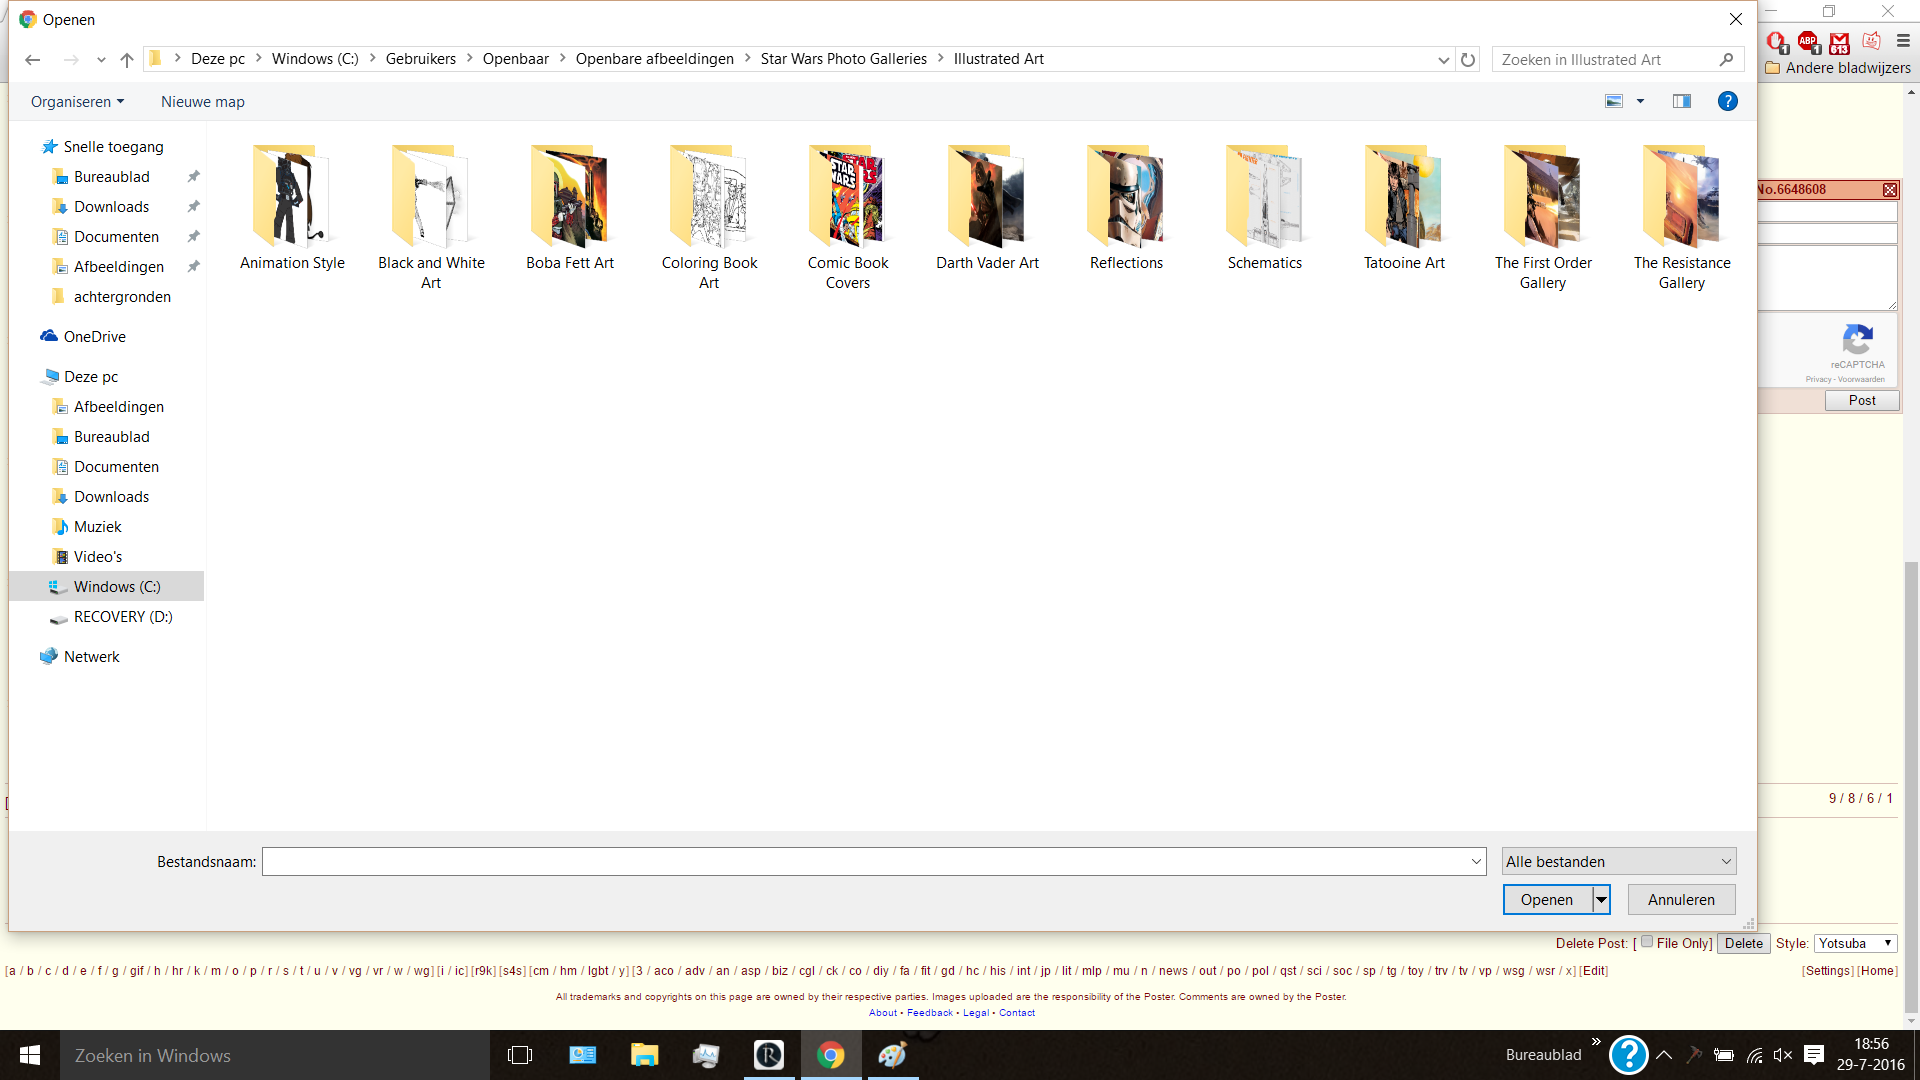 Openen
Deze pc > Windows (C:) > Gebruikers > Openbaar > Openbare afbeeldingen > Star Wars Photo Galleries > Illustrated Art
Zoeken in Illustrated Art
Organiseren
Nieuwe map
?
ABP
1
1
613
Andere bladwijzers
Snelle toegang
Bureaublad
Downloads
Documenten
Afbeeldingen
achtergronden
OneDrive
Deze pc
Afbeeldingen
Bureaublad
Documenten
Downloads
Muziek
Video's
Windows (C:)
RECOVERY (D:)
Netwerk
STAR
WARS
Animation Style
Black and White
Art
Boba Fett Art
Coloring Book
Art
Comic Book
Covers
Darth Vader Art
Reflections
Schematics
Tatooine Art
The First Order
Gallery
The Resistance
Gallery
No.6648608
reCAPTCHA
Privacy - Voorwaarden
Post
9 / 8 / 6 / 1
Bestandsnaam:
Alle bestanden
Openen
Annuleren
Delete Post: [ File Only] Delete Style: Yotsuba
[a / b / c / d / e / f / g / gif / h / hr / k / m / o / p / r / s / t / u / v / vg / vr / w / wg] [i / ic] [r9k] [s4s] [cm / hm / lgbt / y] [3 / aco / adv / an / asp / biz / cgl / ck / co / diy / fa / fit / gd / hc / his / int / jp / lit / mlp / mu / n / news / out / po / pol / qst / sci / soc / sp / tg / toy / trv / tv / vp / wsg / wsr / x] [Edit]
[Settings] [Home]
All trademarks and copyrights on this page are owned by their respective parties. Images uploaded are the responsibility of the Poster. Comments are owned by the Poster.
About • Feedback • Legal • Contact
Zoeken in Windows
R
Bureaublad
»
?
18:56
29-7-2016